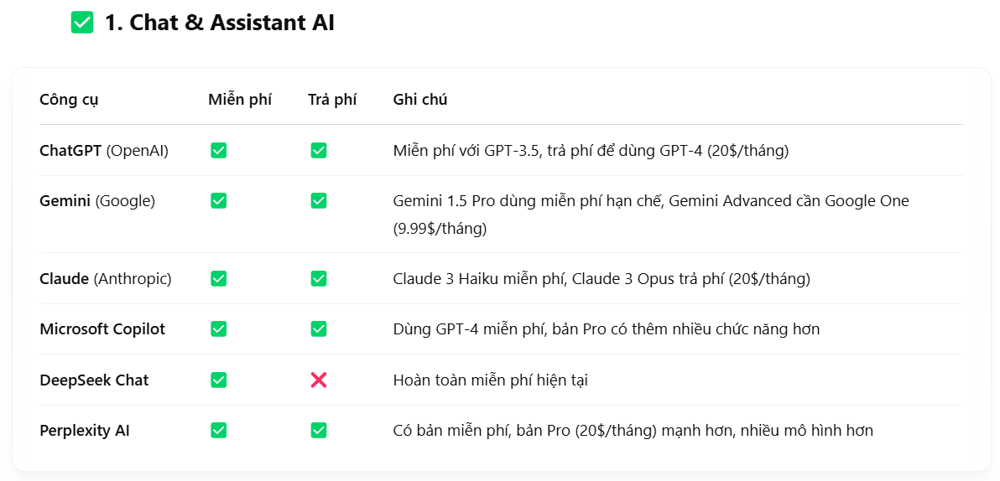 ✅ 1. Chat & Assistant AI
Công cụ Miễn phí Trả phí Ghi chú
ChatGPT (OpenAI) ✅ ✅ Miễn phí với GPT-3.5, trả phí để dùng GPT-4 (20$/tháng)
Gemini (Google) ✅ ✅ Gemini 1.5 Pro dùng miễn phí hạn chế, Gemini Advanced cần Google One
(9.99$/tháng)
Claude (Anthropic) ✅ ✅ Claude 3 Haiku miễn phí, Claude 3 Opus trả phí (20$/tháng)
Microsoft Copilot ✅ ✅ Dùng GPT-4 miễn phí, bản Pro có thêm nhiều chức năng hơn
DeepSeek Chat ✅ ❌ Hoàn toàn miễn phí hiện tại
Perplexity AI ✅ ✅ Có bản miễn phí, bản Pro (20$/tháng) mạnh hơn, nhiều mô hình hơn